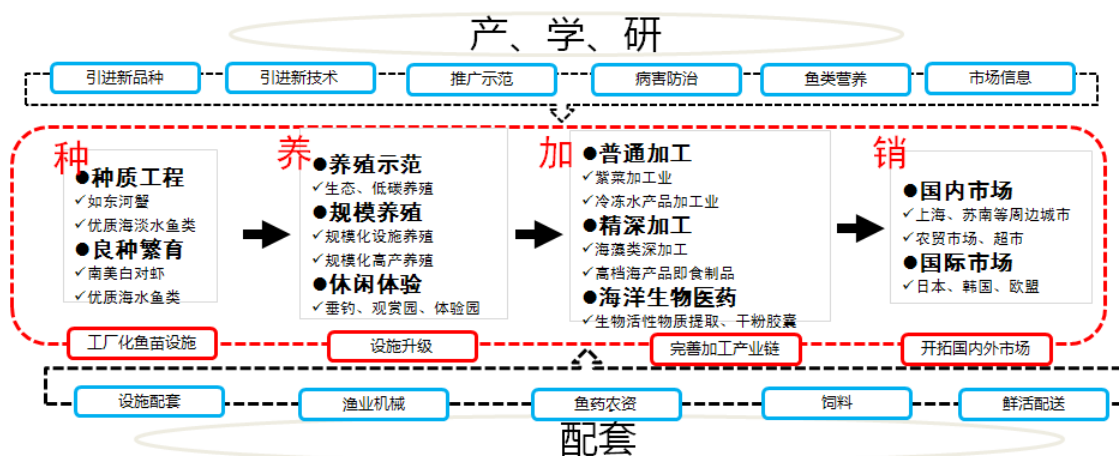 产、学、研
引进新品种
引进新技术
推广示范
病害防治
鱼类营养
市场信息
种
●种质工程
✓如东河蟹
✓优质海淡水鱼类
●良种繁育
✓南美白对虾
✓优质海水鱼类
工厂化鱼苗设施
养
●养殖示范
✓生态、低碳养殖
●规模养殖
✓规模化设施养殖
✓规模化高产养殖
●休闲体验
✓垂钓、观赏园、体验园
设施升级
加
●普通加工
✓紫菜加工业
✓冷冻水产品加工业
●精深加工
✓海藻类深加工
✓高档海产品即食制品
●海洋生物医药
✓生物活性物质提取、干粉胶囊
完善加工产业链
销
●国内市场
✓上海、苏南等周边城市
✓农贸市场、超市
●国际市场
✓日本、韩国、欧盟
开拓国内外市场
设施配套
渔业机械
鱼药农资
饲料
鲜活配送
配套